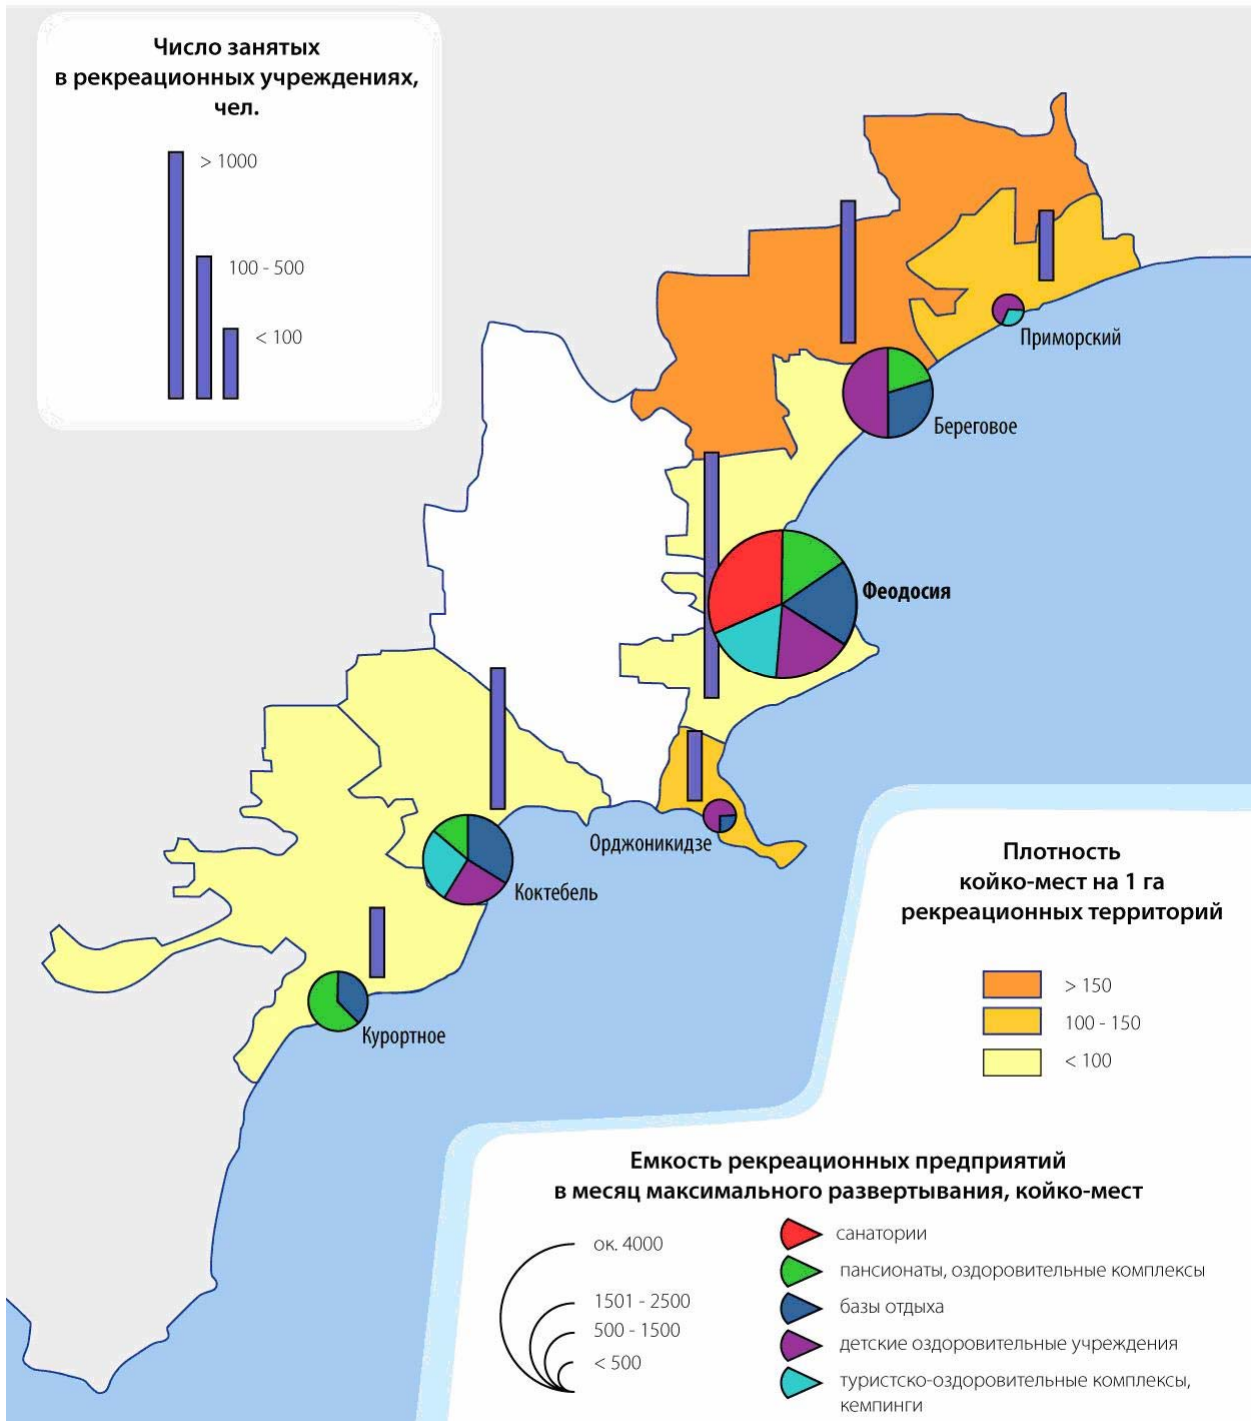 Число занятых
в рекреационных учреждениях,
чел.
> 1000
100 - 500
< 100
Приморский
Береговое
Феодосия
Орджоникидзе
Коктебель
Курортное
Плотность
койко-мест на 1 га
рекреационных территорий
> 150
100 - 150
< 100
Емкость рекреационных предприятий
в месяц максимального развертывания, койко-мест
ок. 4000
1501 - 2500
500 - 1500
< 500
санатории
пансионаты, оздоровительные комплексы
базы отдыха
детские оздоровительные учреждения
туристско-оздоровительные комплексы,
кемпинги